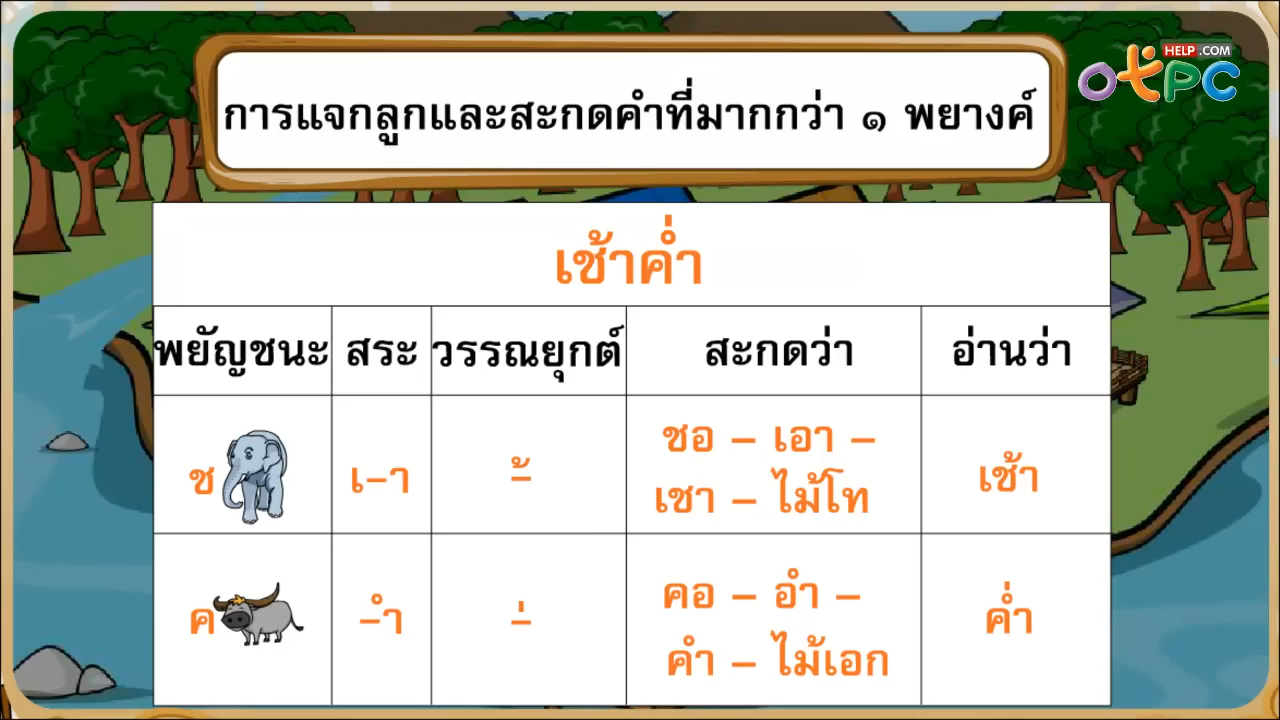 การแจกลูกและสะกดคำที่มากกว่า ๑ พยางค์
HELP .COM
OTPC
เช้าค่ำ
พยัญชนะ สระ วรรณยุกต์ สะกดว่า อ่านว่า
ช เ–า –้ ชอ – เอา –
เชา – ไม้โท เช้า
ค –ำ –่ คอ – อำ –
คำ – ไม้เอก ค่ำ